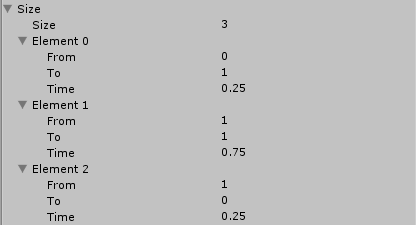 Size
Size 3
Element 0
From 0
To 1
Time 0.25
Element 1
From 1
To 1
Time 0.75
Element 2
From 1
To 0
Time 0.25